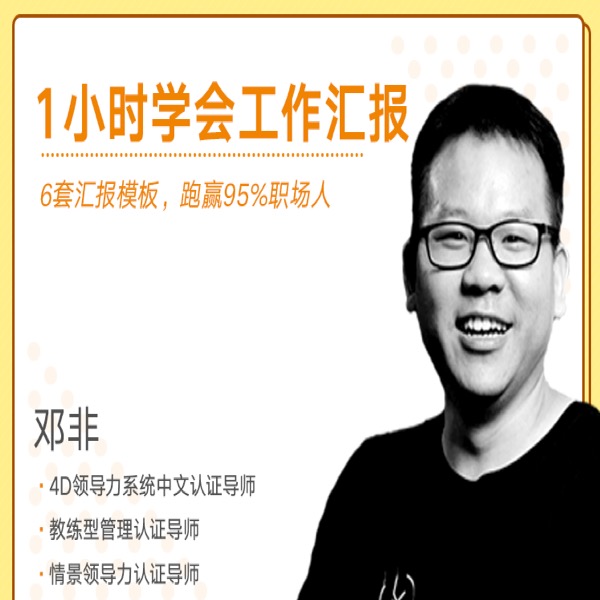 1小时学会工作汇报
6套汇报模板，跑赢95%职场人
邓非
·4D领导力系统中文认证导师
·教练型管理认证导师
·情景领导力认证导师